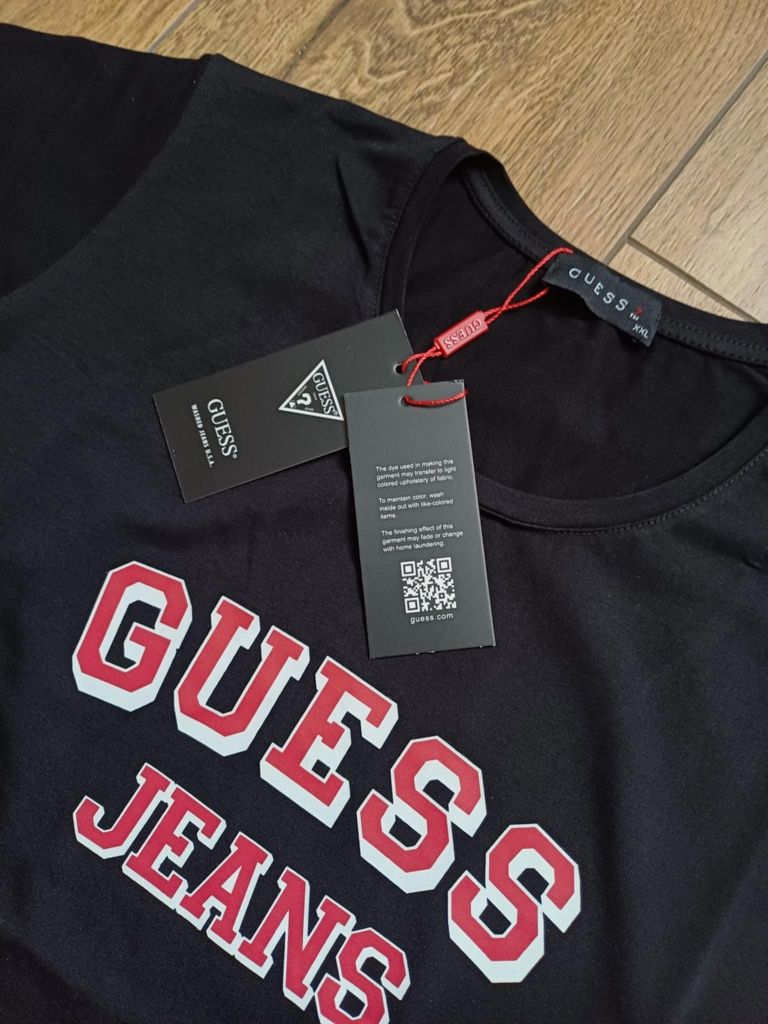 GUESS
?
TM
XXL
GUESS
GUESS
?
GUESS®
WASHED JEANS U.S.A.
The dye used in making this
garment may transfer to light
colored upholstery of fabric.
To maintain color, wash
inside out with like-colored
items.
The finishing effect of this
garment may fade or change
with home laundering.
guess.com
GUESS
JEANS